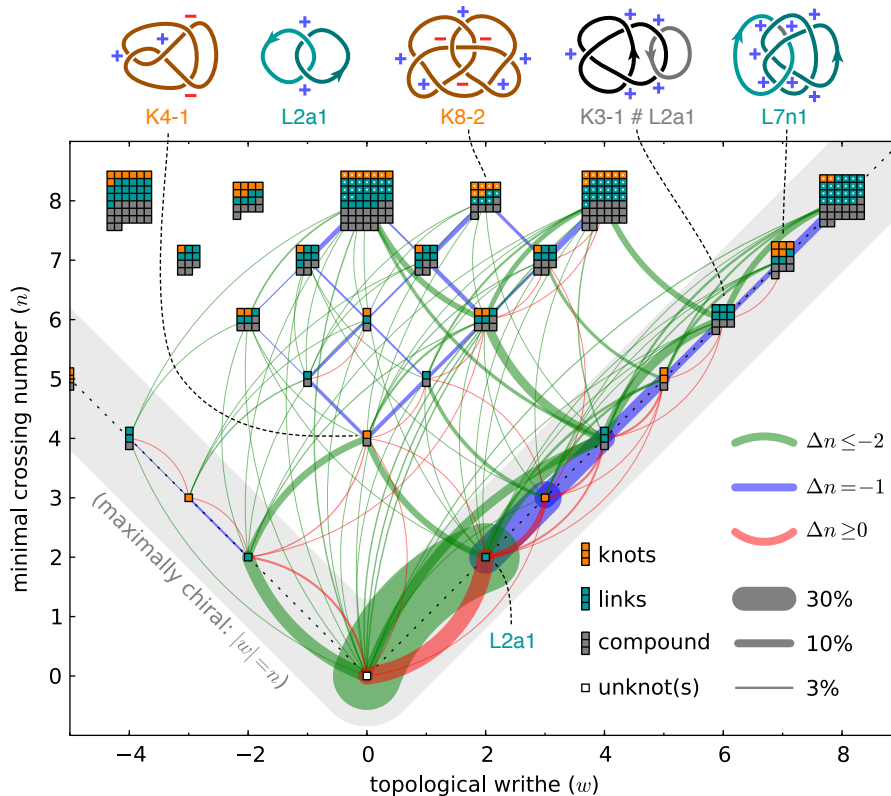 K4-1
L2a1
K8-2
K3-1 # L2a1
L7n1
minimal crossing number (n)
8
7
6
5
4
3
2
1
0
(maximally chiral: |w| = n)
Δn ≤ −2
Δn = −1
Δn ≥ 0
knots
links
compound
unknot(s)
30%
10%
3%
L2a1
−4
−2
0
2
4
6
8
topological writhe (w)